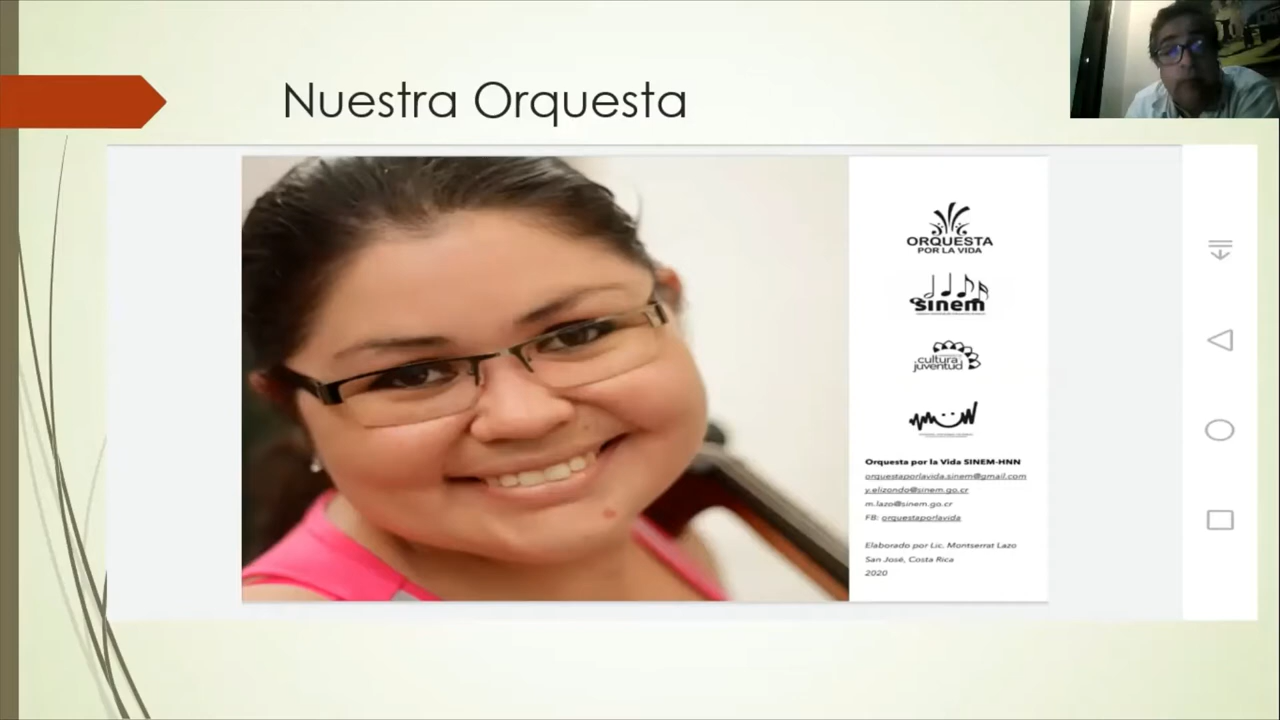 Nuestra Orquesta
ORQUESTA
POR LA VIDA
sinem
cultura
juventud
Orquesta por la Vida SINEM-HNN
orquestaporlavida.sinem@gmail.com
y.elizondo@sinem.go.cr
m.lazo@sinem.go.cr
FB: orquestaporlavida
Elaborado por Lic. Montserrat Lazo
San José, Costa Rica
2020